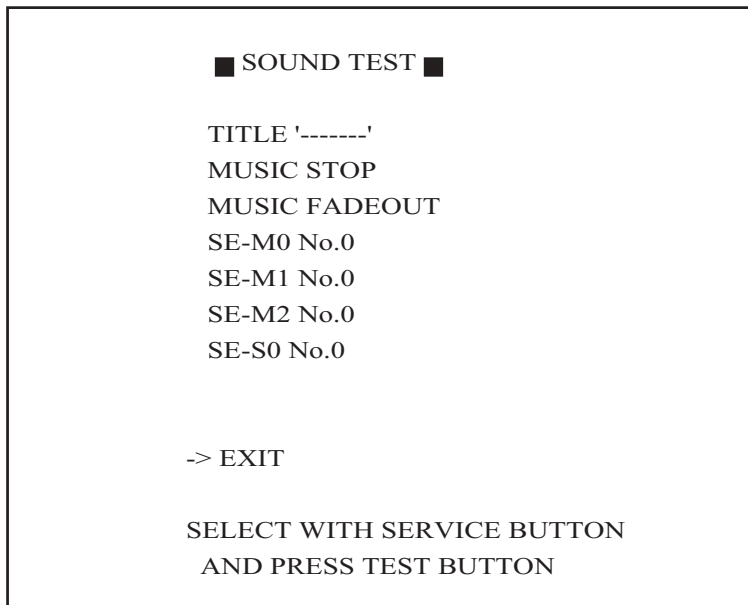 ■ SOUND TEST ■
TITLE '-------'
MUSIC STOP
MUSIC FADEOUT
SE-M0 No.0
SE-M1 No.0
SE-M2 No.0
SE-S0 No.0
-> EXIT
SELECT WITH SERVICE BUTTON
AND PRESS TEST BUTTON